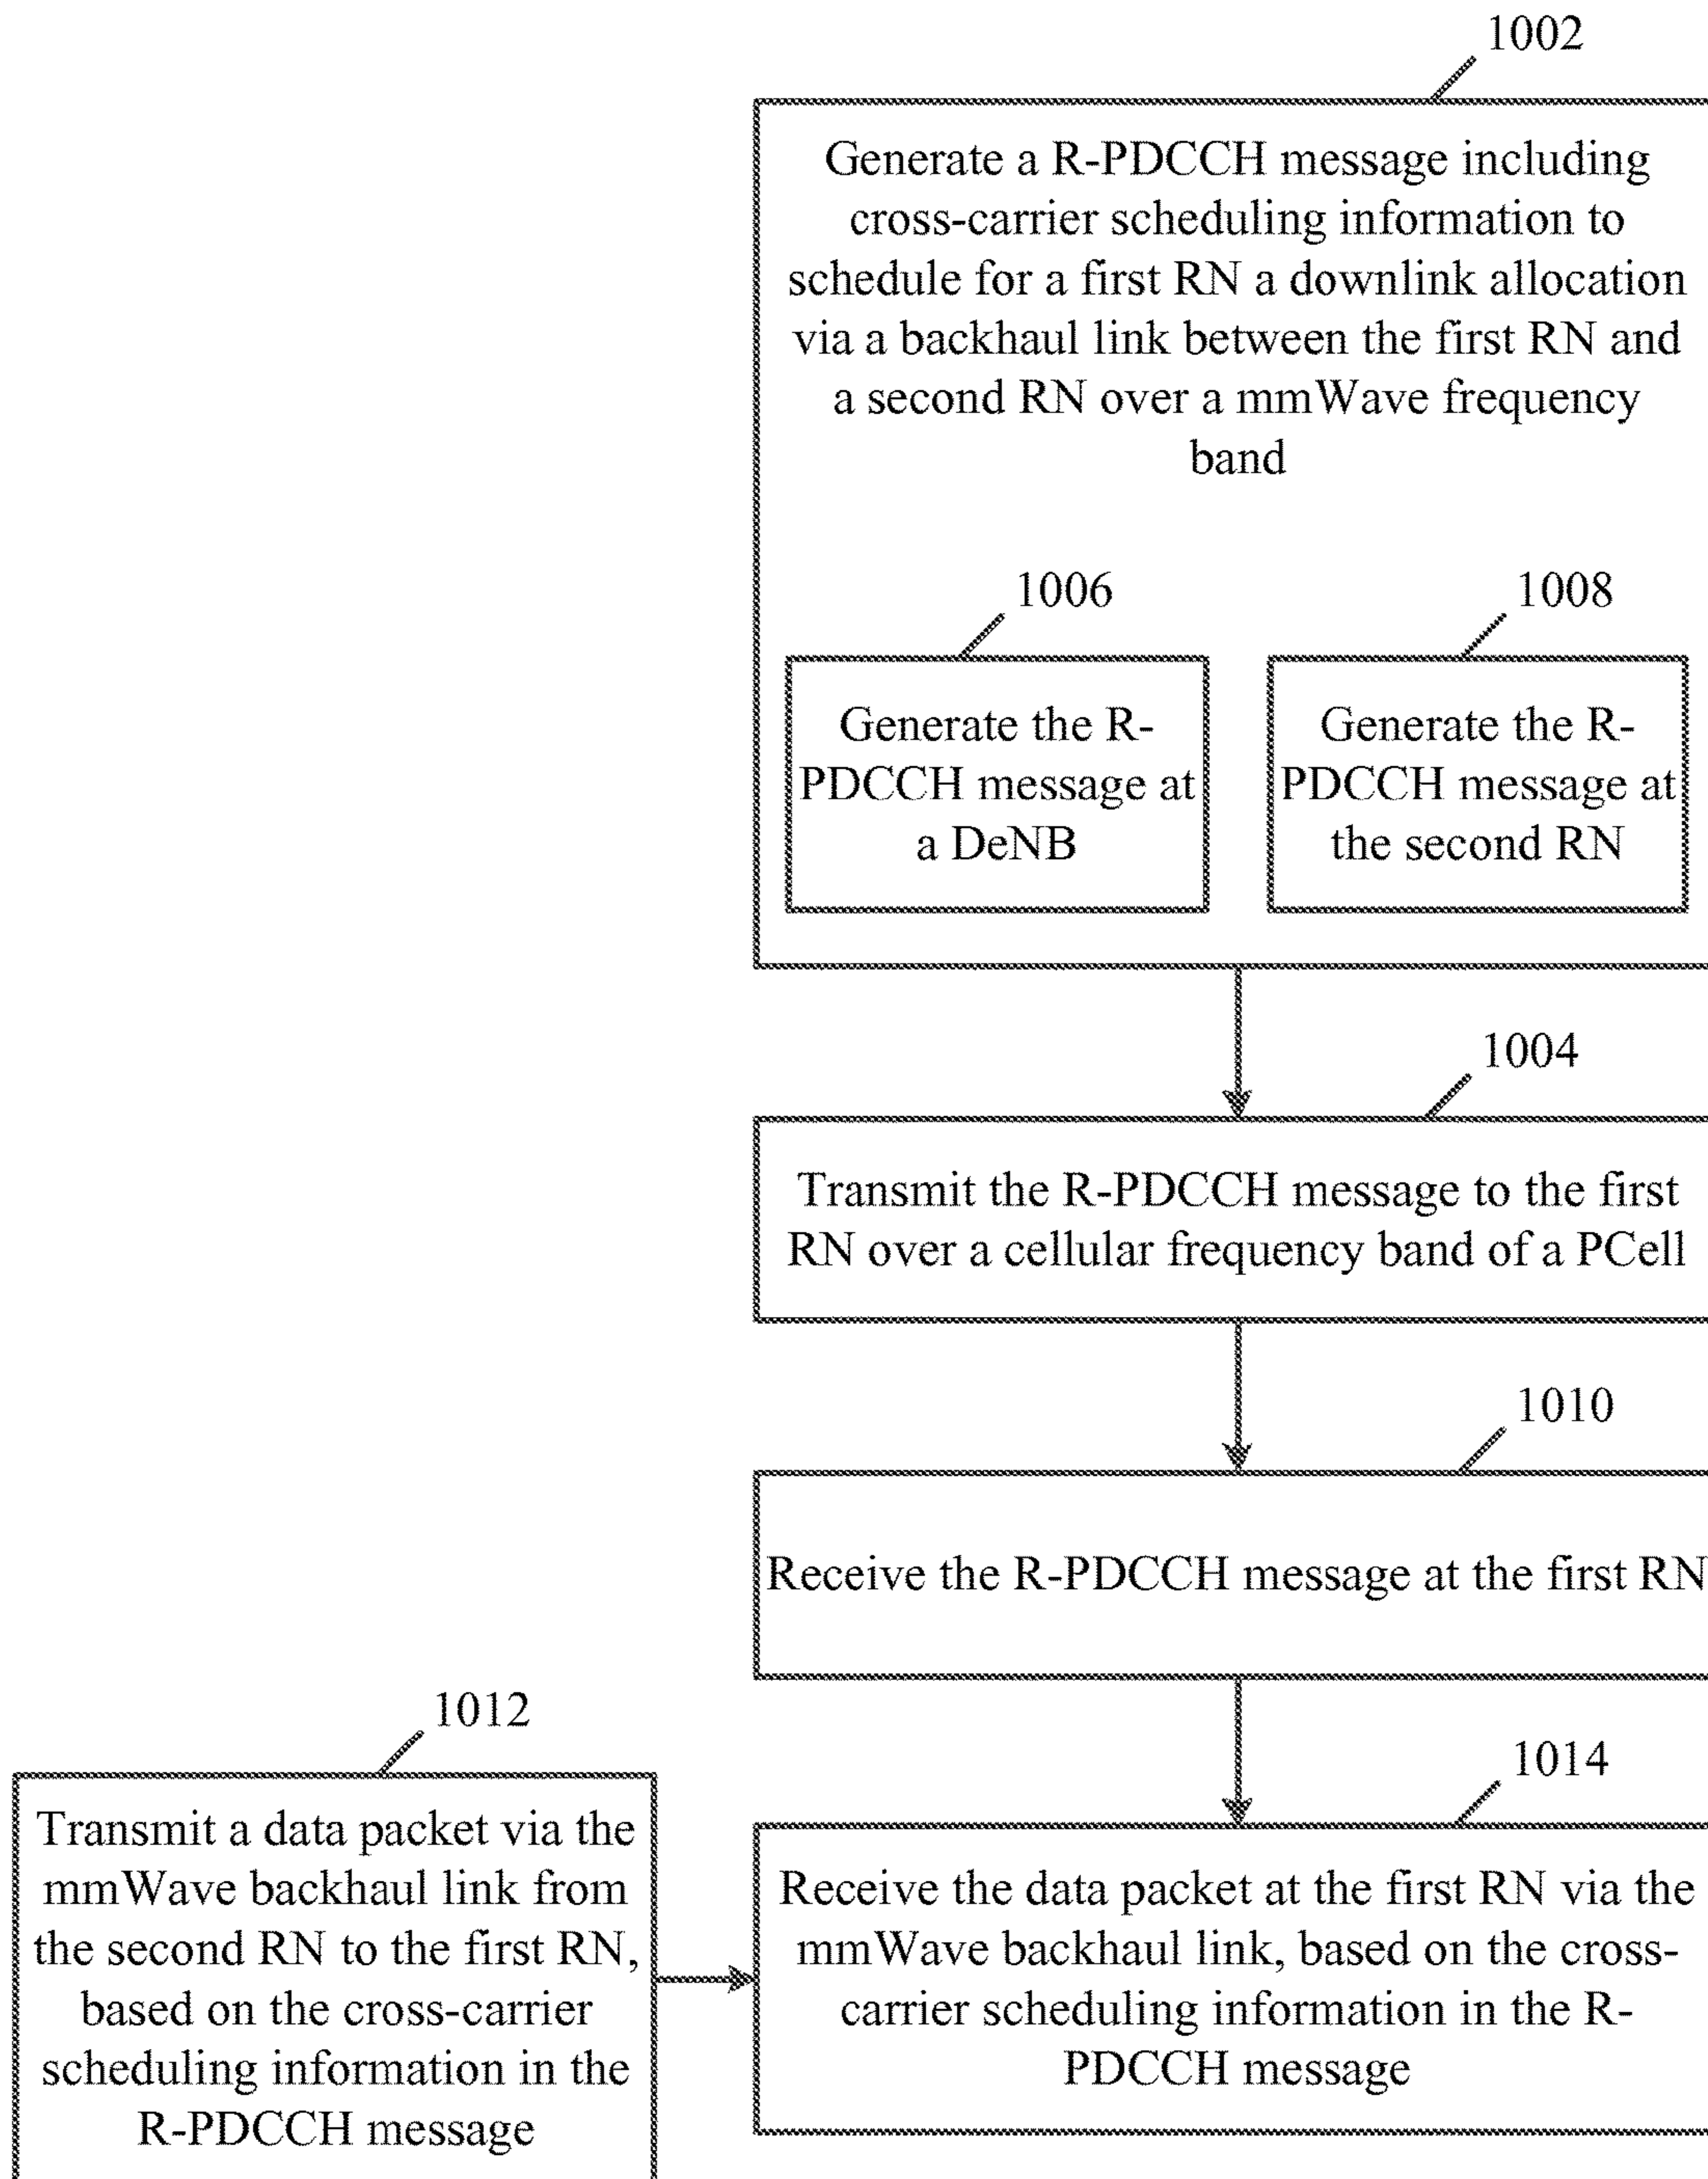 1002
Generate a R-PDCCH message including
cross-carrier scheduling information to
schedule for a first RN a downlink allocation
via a backhaul link between the first RN and
a second RN over a mmWave frequency
band
1006
Generate the R-
PDCCH message at
a DeNB
1008
Generate the R-
PDCCH message at
the second RN
1004
Transmit the R-PDCCH message to the first
RN over a cellular frequency band of a PCell
1010
Receive the R-PDCCH message at the first RN
1012
Transmit a data packet via the
mmWave backhaul link from
the second RN to the first RN,
based on the cross-carrier
scheduling information in the
R-PDCCH message
1014
Receive the data packet at the first RN via the
mmWave backhaul link, based on the cross-
carrier scheduling information in the R-
PDCCH message